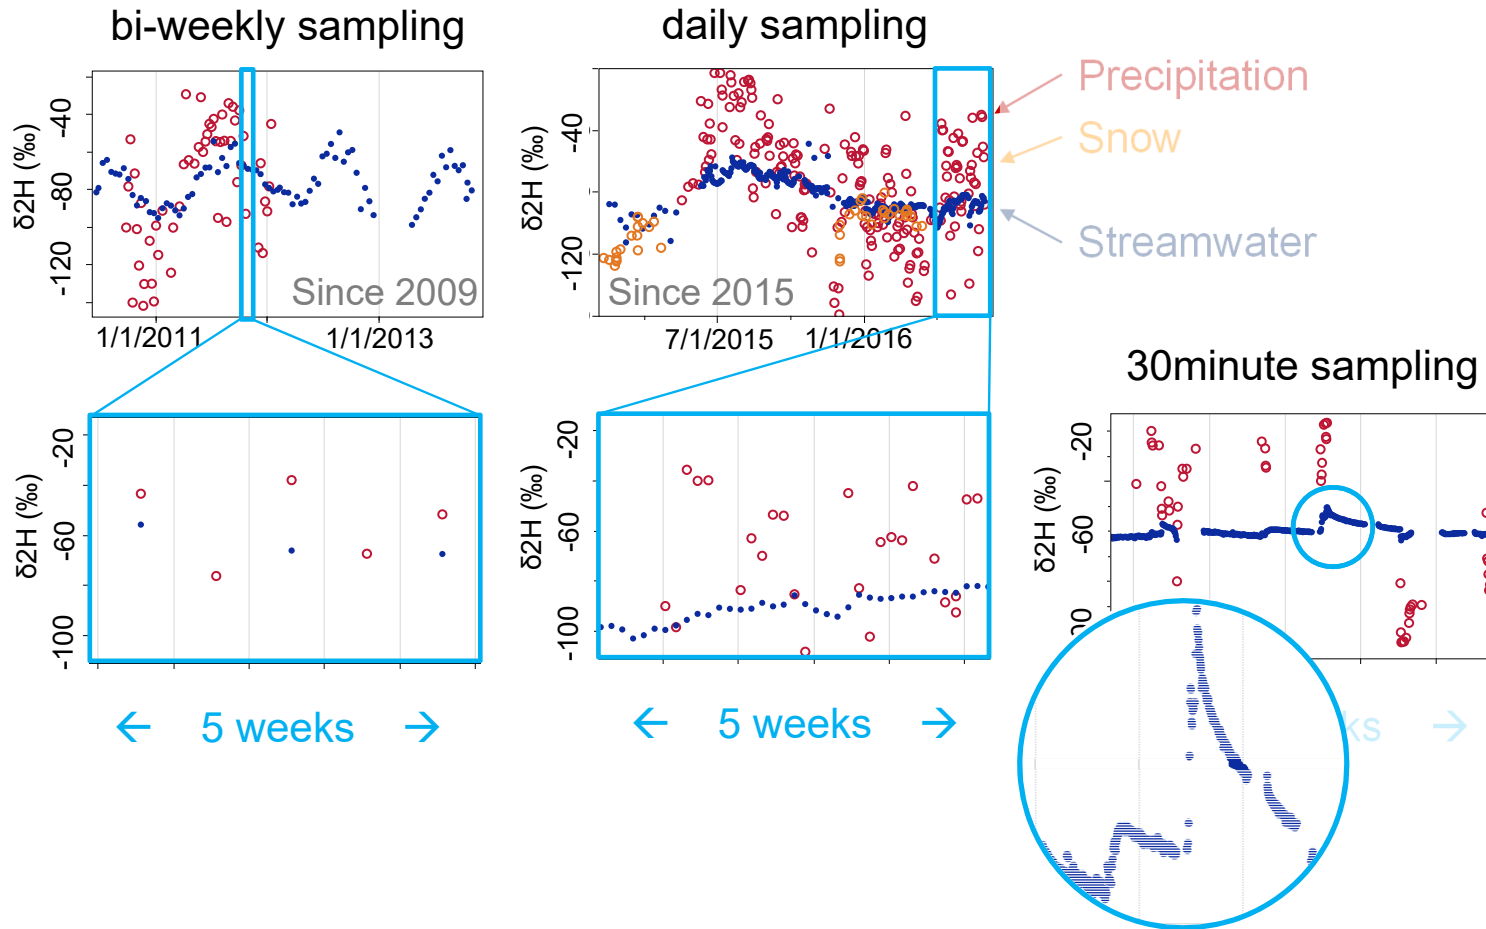 bi-weekly sampling
daily sampling
Precipitation
Snow
Streamwater
δ2H (‰)
-40
-80
-120
Since 2009
1/1/2011
1/1/2013
δ2H (‰)
-40
-120
Since 2015
7/1/2015
1/1/2016
30minute sampling
δ2H (‰)
-20
-60
-100
δ2H (‰)
-20
-60
-100
δ2H (‰)
-20
-60
← 5 weeks →
← 5 weeks →
ks →